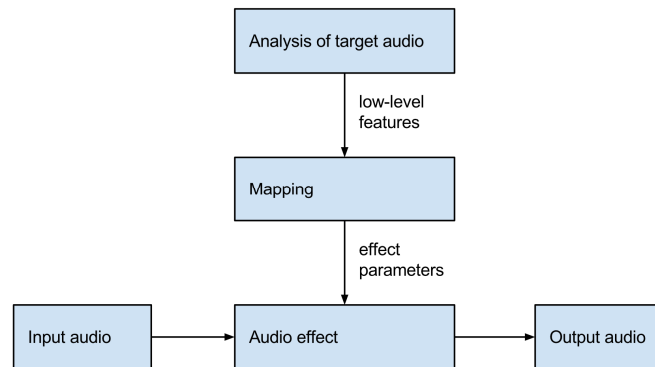 Analysis of target audio
low-level
features
Mapping
effect
parameters
Input audio
Audio effect
Output audio